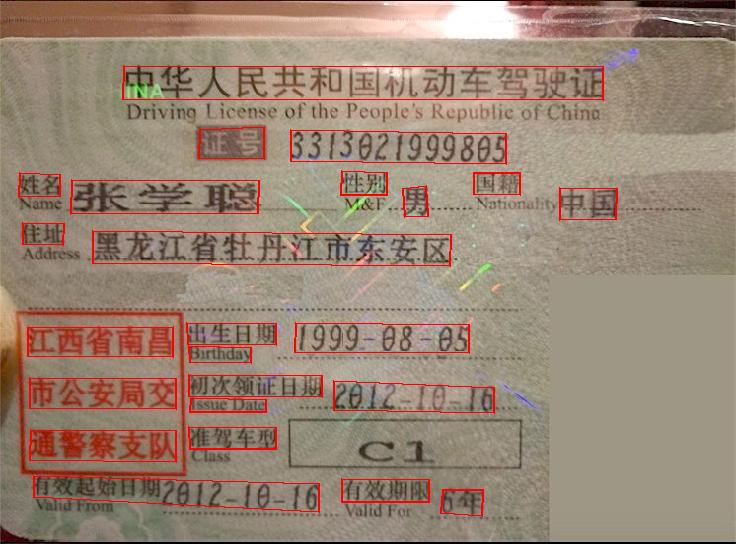 中华人民共和国机动车驾驶证
Driving License of the People's Republic of China
证号 3313021999805
姓名 张学聪 性别 男 国籍 中国
Name M&F Nationality
住址 黑龙江省牡丹江市东安区
Address
江西省南昌
市公安局交
通警察支队
出生日期 1999-08-05
Birthday
初次领证日期 2012-10-16
Issue Date
准驾车型 C1
Class
有效起始日期 2012-10-16 有效期限 6年
Valid From Valid For